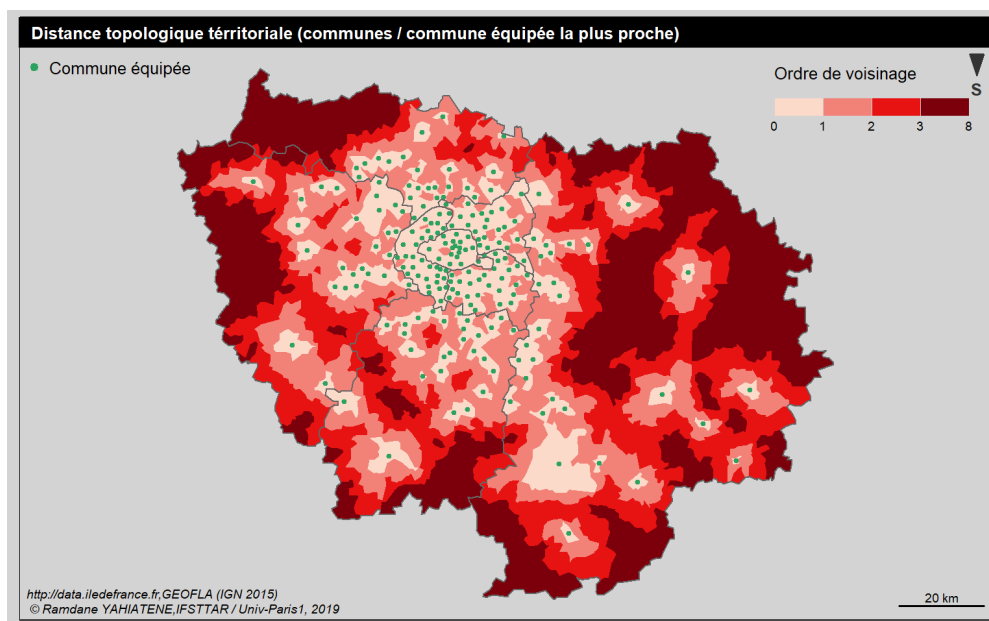 Distance topologique térritoriale (communes / commune équipée la plus proche)
Commune équipée
Ordre de voisinage
S
0 1 2 3 8
http://data.iledefrance.fr,GEOFLA (IGN 2015)
© Ramdane YAHIATENE,IFSTTAR / Univ-Paris1, 2019
20 km